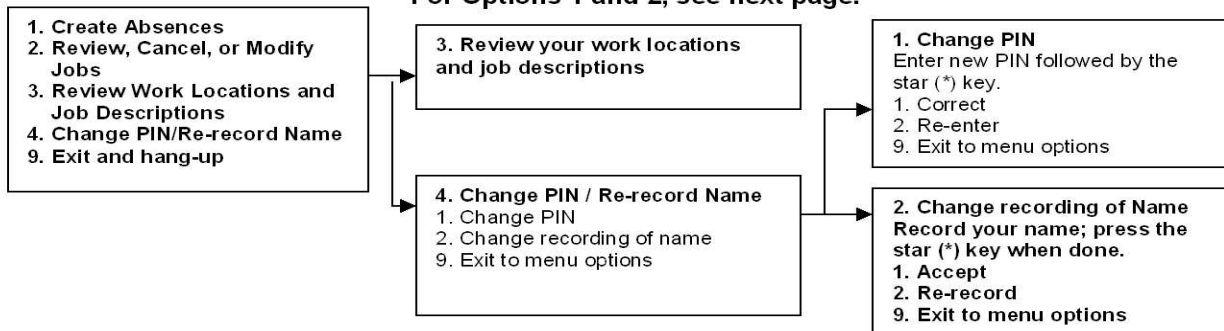 For Options 1 and 2, see next page.
1. Create Absences
2. Review, Cancel, or Modify
Jobs
3. Review Work Locations and
Job Descriptions
4. Change PIN/Re-record Name
9. Exit and hang-up
3. Review your work locations
and job descriptions
4. Change PIN / Re-record Name
1. Change PIN
2. Change recording of name
9. Exit to menu options
1. Change PIN
Enter new PIN followed by the
star (*) key.
1. Correct
2. Re-enter
9. Exit to menu options
2. Change recording of Name
Record your name; press the
star (*) key when done.
1. Accept
2. Re-record
9. Exit to menu options